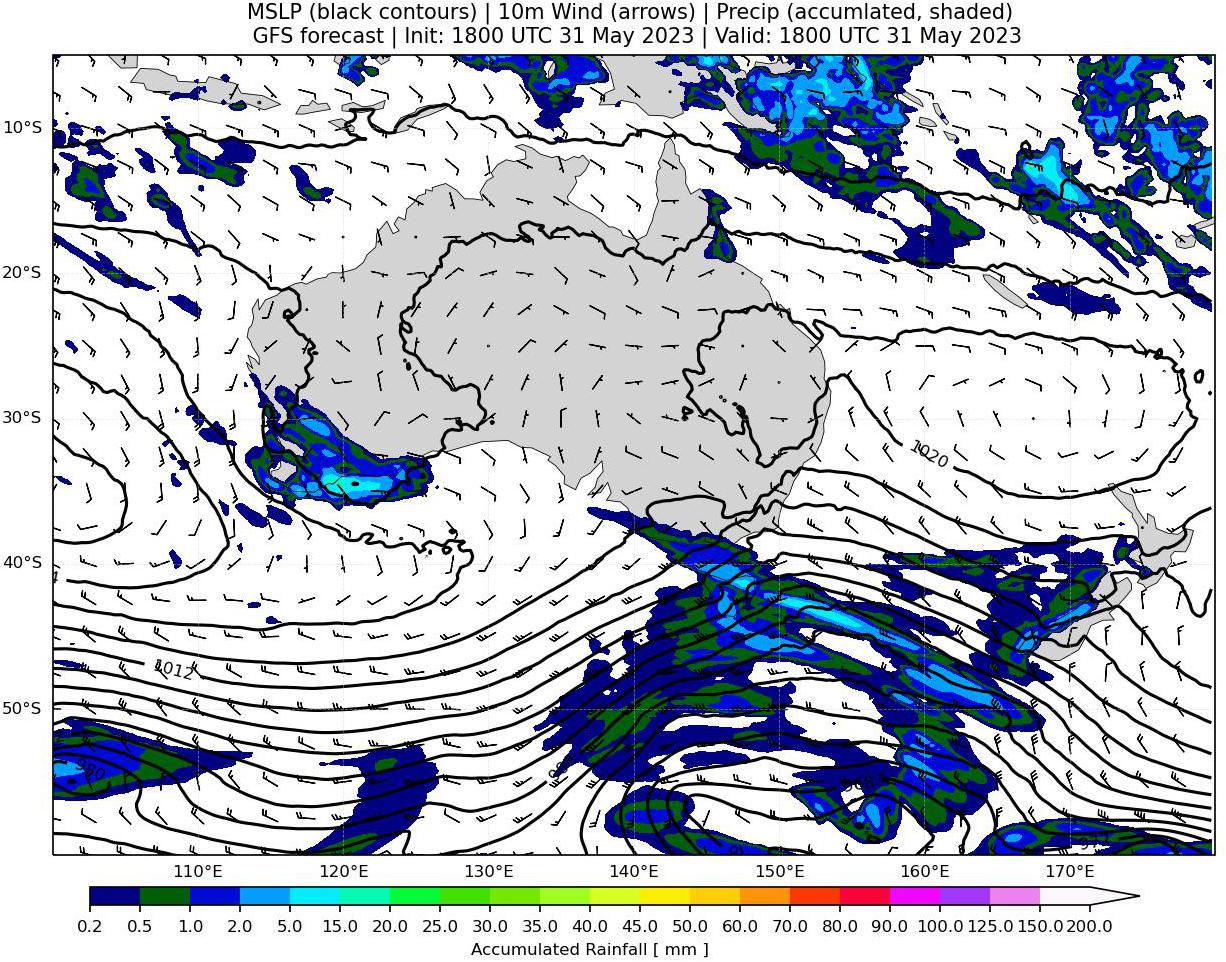 MSLP (black contours) | 10m Wind (arrows) | Precip (accumlated, shaded)
GFS forecast | Init: 1800 UTC 31 May 2023 | Valid: 1800 UTC 31 May 2023
10°S
20°S
30°S
1020
40°S
1012
50°S
980
968
110°E 120°E 130°E 140°E 150°E 160°E 170°E
0.2 0.5 1.0 2.0 5.0 10.0 15.0 20.0 25.0 30.0 35.0 40.0 45.0 50.0 60.0 70.0 80.0 90.0 100.0 125.0 150.0 200.0
Accumulated Rainfall [ mm ]